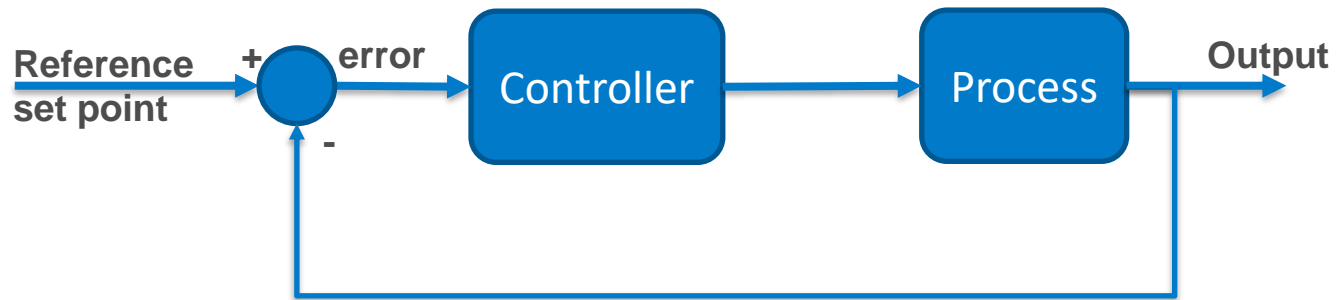 Reference
set point
+
error
-
Controller
Process
Output